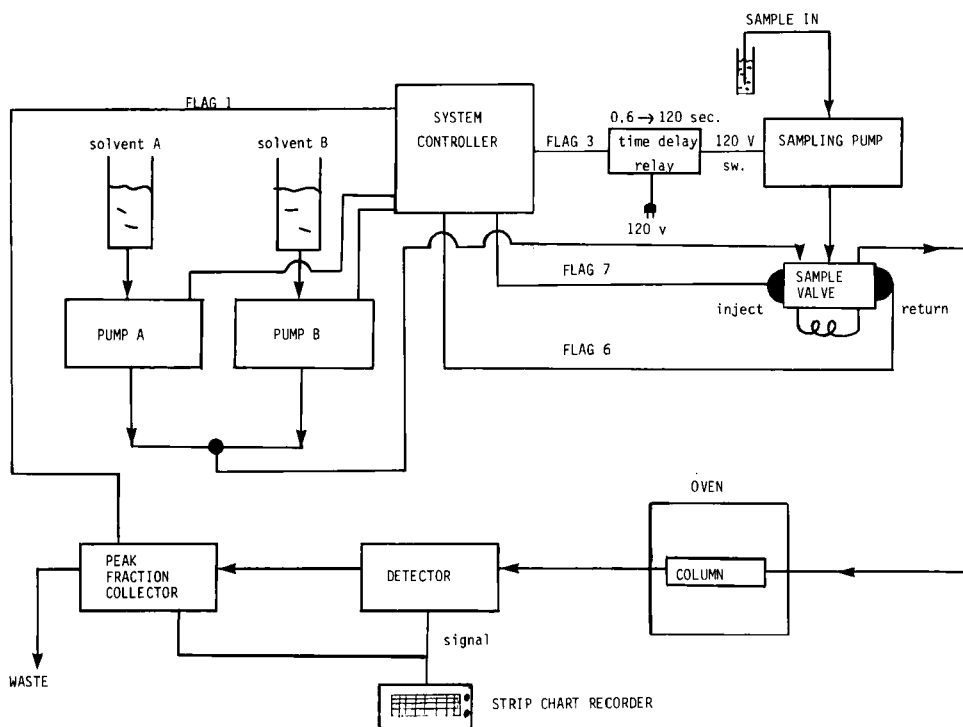 SAMPLE IN
FLAG 1
SYSTEM
CONTROLLER
0.6 → 120 sec.
solvent A
solvent B
FLAG 3
time delay
relay
120 V
sw.
SAMPLING PUMP
120 v
FLAG 7
SAMPLE
VALVE
inject
return
PUMP A
PUMP B
FLAG 6
OVEN
PEAK
FRACTION
COLLECTOR
DETECTOR
COLUMN
signal
WASTE
STRIP CHART RECORDER